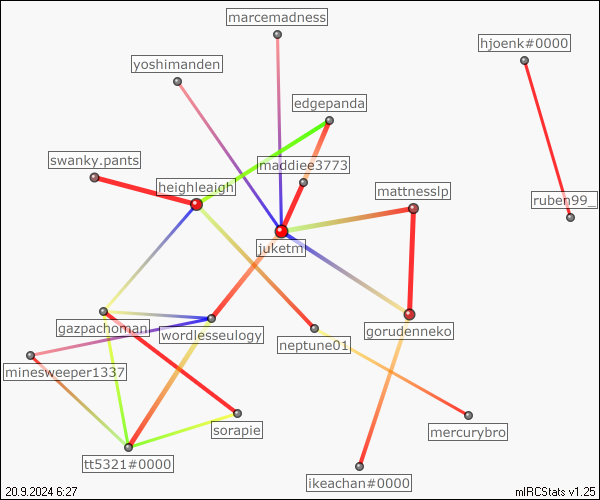 marcemadness
hjoenk#0000
yoshimanden
edgepanda
swanky.pants
maddiee3773
heighleaigh
mattnesslp
ruben99_
juketm
gazpachoman
wordlesseulogy
gorudenneko
neptune01
minesweeper1337
sorapie
mercurybro
tt5321#0000
ikeachan#0000
20.9.2024 6:27
mIRCStats v1.25